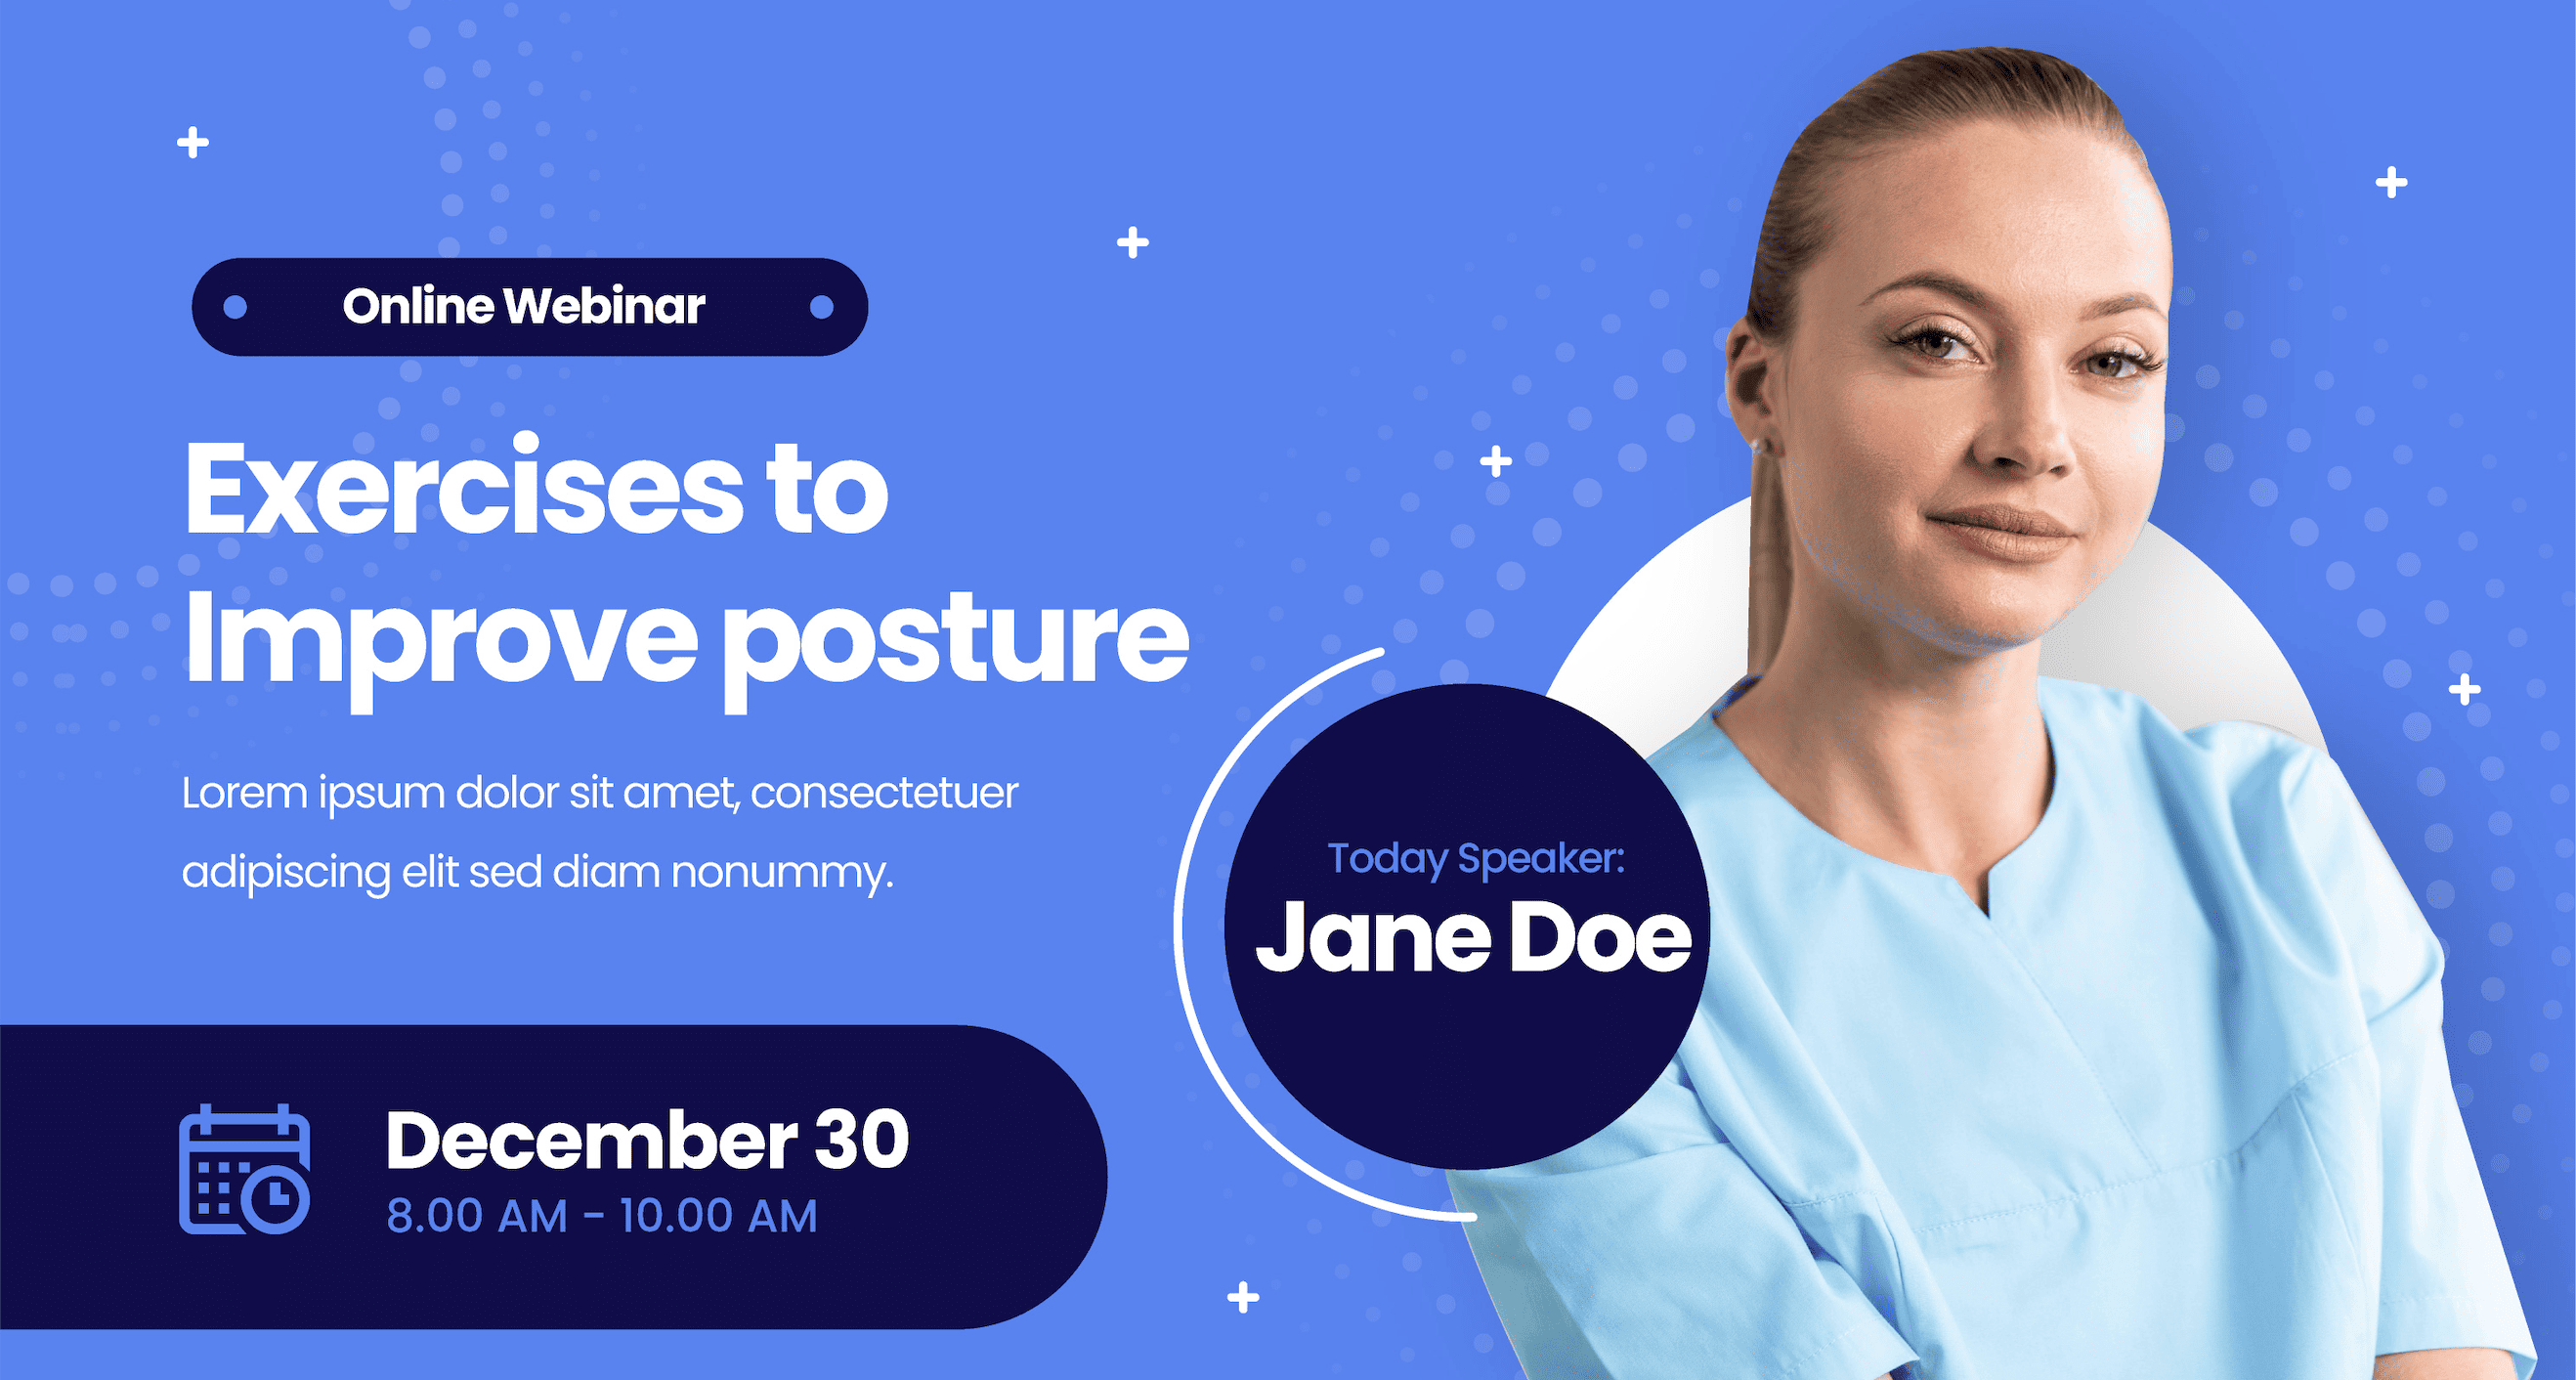 Online Webinar
Exercises to
Improve posture
Lorem ipsum dolor sit amet, consectetuer
adipiscing elit sed diam nonummy.
Today Speaker:
Jane Doe
December 30
8.00 AM - 10.00 AM